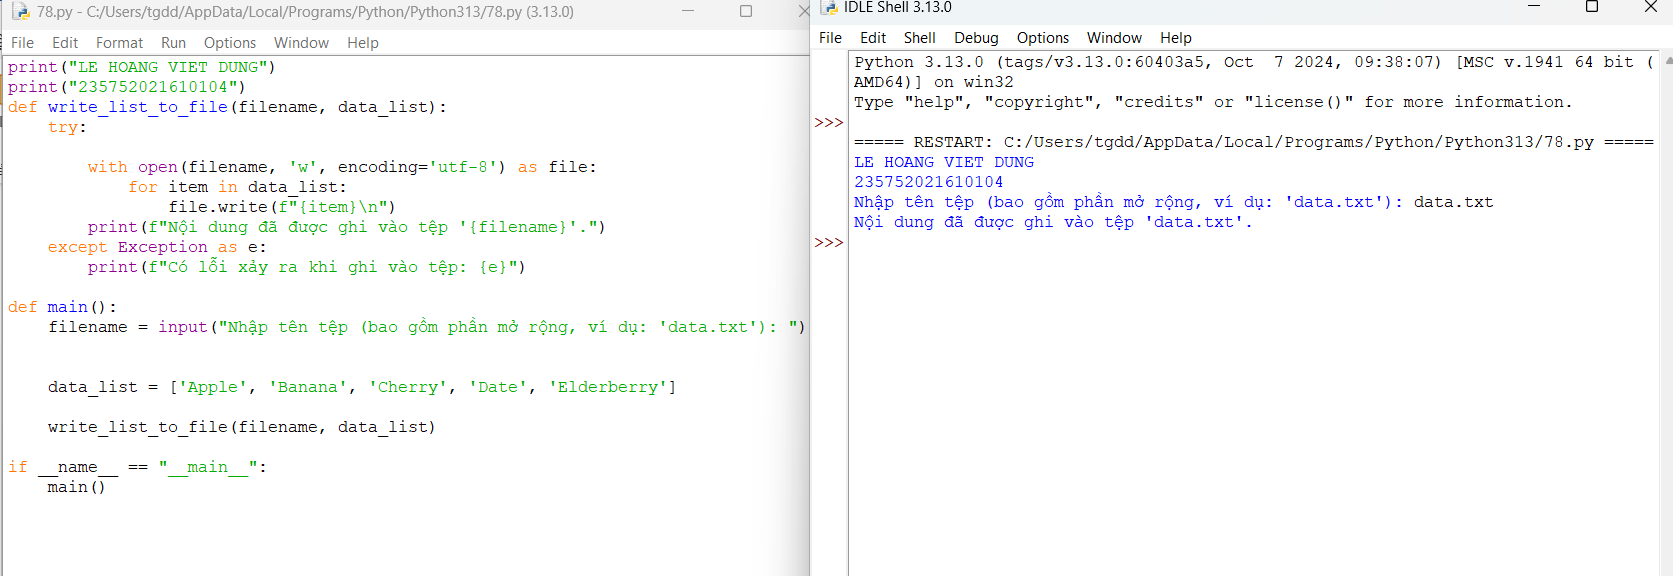 78.py - C:/Users/tgdd/AppData/Local/Programs/Python/Python313/78.py (3.13.0)
File Edit Format Run Options Window Help
print("LE HOANG VIET DUNG")
print("235752021610104")
def write_list_to_file(filename, data_list):
    try:
        with open(filename, 'w', encoding='utf-8') as file:
            for item in data_list:
                file.write(f"{item}\n")
        print(f"Nội dung đã được ghi vào tệp '{filename}'.")
    except Exception as e:
        print(f"Có lỗi xảy ra khi ghi vào tệp: {e}")
def main():
    filename = input("Nhập tên tệp (bao gồm phần mở rộng, ví dụ: 'data.txt'): ")
    data_list = ['Apple', 'Banana', 'Cherry', 'Date', 'Elderberry']
    write_list_to_file(filename, data_list)
if __name__ == "__main__":
    main()
IDLE Shell 3.13.0
File Edit Shell Debug Options Window Help
Python 3.13.0 (tags/v3.13.0:60403a5, Oct  7 2024, 09:38:07) [MSC v.1941 64 bit (
AMD64)] on win32
Type "help", "copyright", "credits" or "license()" for more information.
>>>
===== RESTART: C:/Users/tgdd/AppData/Local/Programs/Python/Python313/78.py =====
LE HOANG VIET DUNG
235752021610104
Nhập tên tệp (bao gồm phần mở rộng, ví dụ: 'data.txt'): data.txt
Nội dung đã được ghi vào tệp 'data.txt'.
>>>